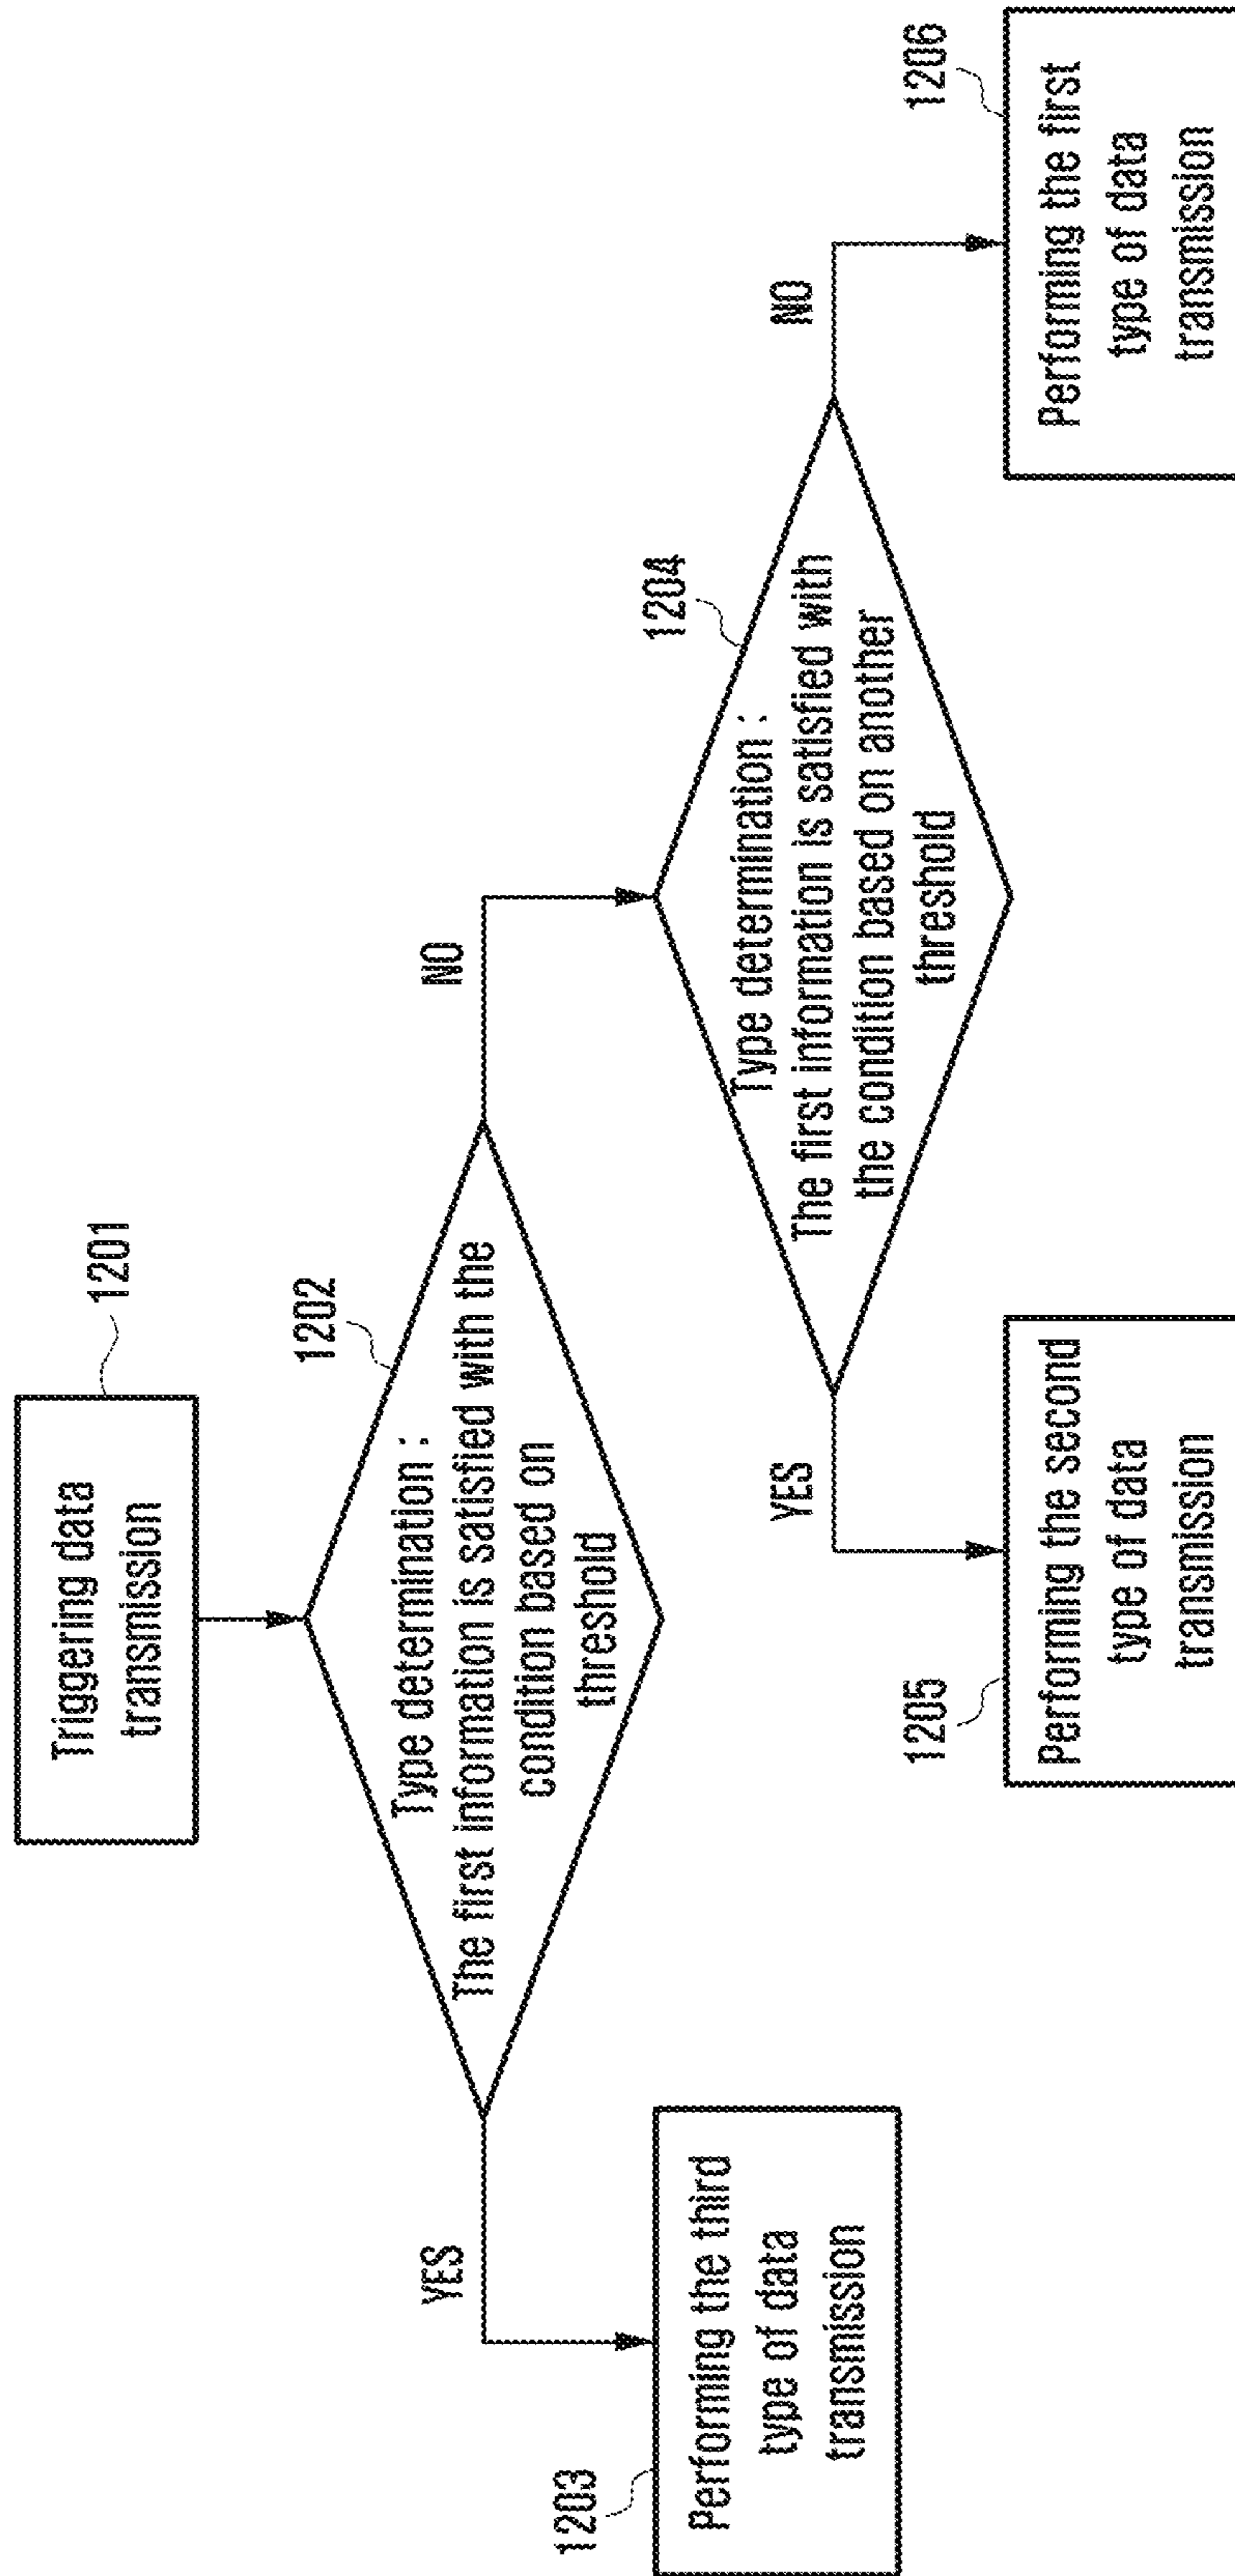 Triggering data
transmission
1201
1202
Type determination :
The first information is satisfied with the
condition based on
threshold
YES
NO
1203
Performing the third
type of data
transmission
1204
Type determination :
The first information is satisfied with
the condition based on another
threshold
YES
NO
1205
Performing the second
type of data
transmission
1206
Performing the first
type of data
transmission